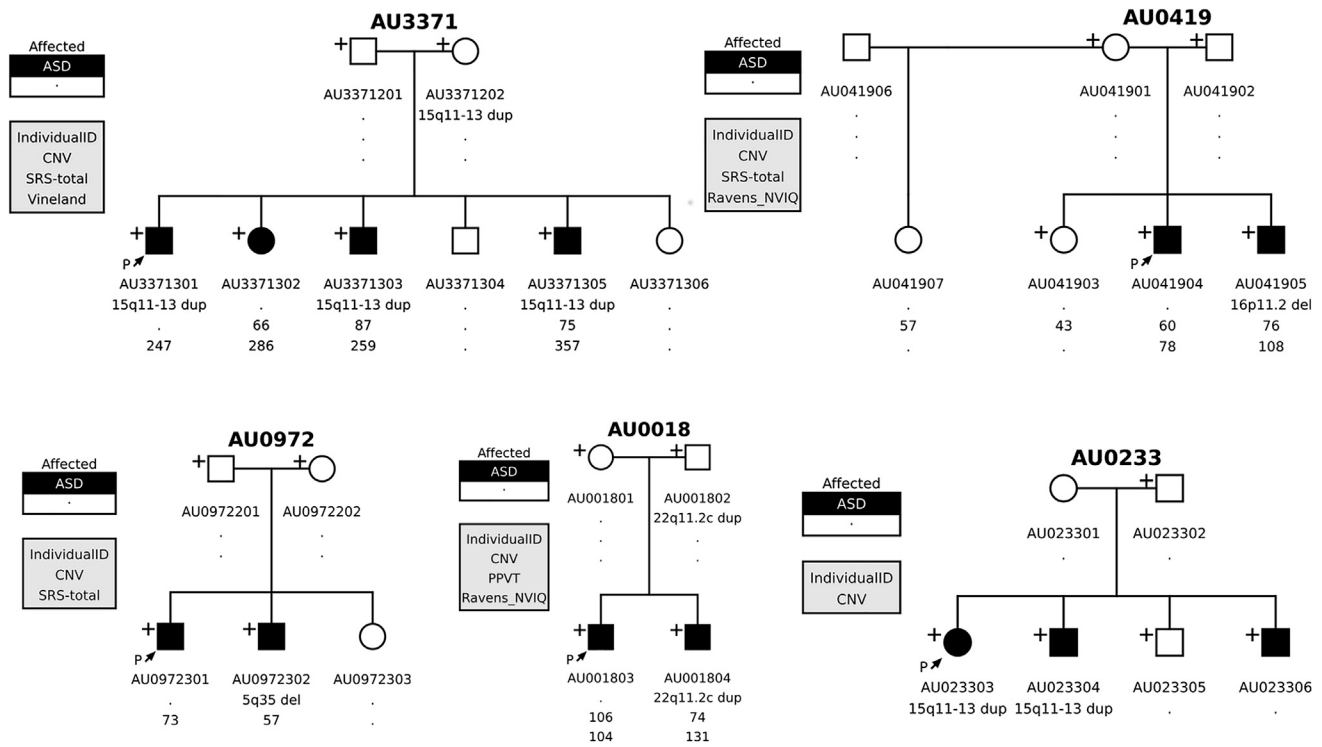 AU3371
Affected
ASD
.
IndividualID
CNV
SRS-total
Vineland
+ +
AU3371201 AU3371202
. 15q11-13 dup
. .
. .
+ + + +
P
AU3371301 AU3371302 AU3371303 AU3371304 AU3371305 AU3371306
15q11-13 dup . 15q11-13 dup . 15q11-13 dup .
. 66 87 . 75 .
247 286 259 . 357 .
AU0419
Affected
ASD
.
IndividualID
CNV
SRS-total
Ravens_NVIQ
+ +
AU041906 AU041901 AU041902
. . .
. . .
. . .
+ + +
P
AU041907 AU041903 AU041904 AU041905
. . . 16p11.2 del
57 43 60 76
. . 78 108
AU0972
Affected
ASD
.
IndividualID
CNV
SRS-total
+ +
AU0972201 AU0972202
. .
. .
+ +
P
AU0972301 AU0972302 AU0972303
. 5q35 del .
73 57 .
AU0018
Affected
ASD
.
IndividualID
CNV
PPVT
Ravens_NVIQ
+ +
AU001801 AU001802
. 22q11.2c dup
. .
. .
+ +
P
AU001803 AU001804
. 22q11.2c dup
106 74
104 131
AU0233
Affected
ASD
.
IndividualID
CNV
+
AU023301 AU023302
. .
+ + + +
P
AU023303 AU023304 AU023305 AU023306
15q11-13 dup 15q11-13 dup . .